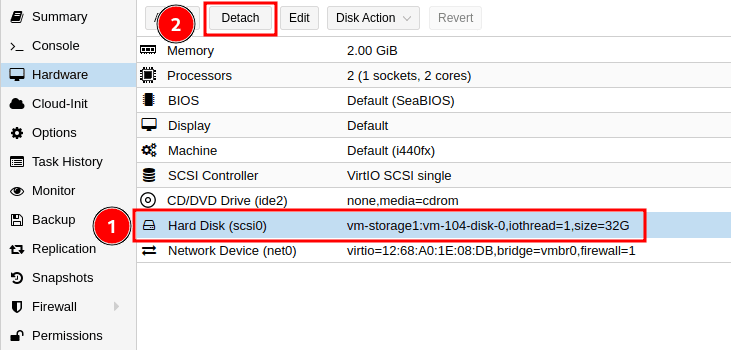 Summary
Console
Hardware
Cloud-Init
Options
Task History
Monitor
Backup
Replication
Snapshots
Firewall
Permissions
2 Detach Edit Disk Action Revert
Memory 2.00 GiB
Processors 2 (1 sockets, 2 cores)
BIOS Default (SeaBIOS)
Display Default
Machine Default (i440fx)
SCSI Controller VirtIO SCSI single
CD/DVD Drive (ide2) none,media=cdrom
1 Hard Disk (scsi0) vm-storage1:vm-104-disk-0,iothread=1,size=32G
Network Device (net0) virtio=12:68:A0:1E:08:DB,bridge=vmbr0,firewall=1